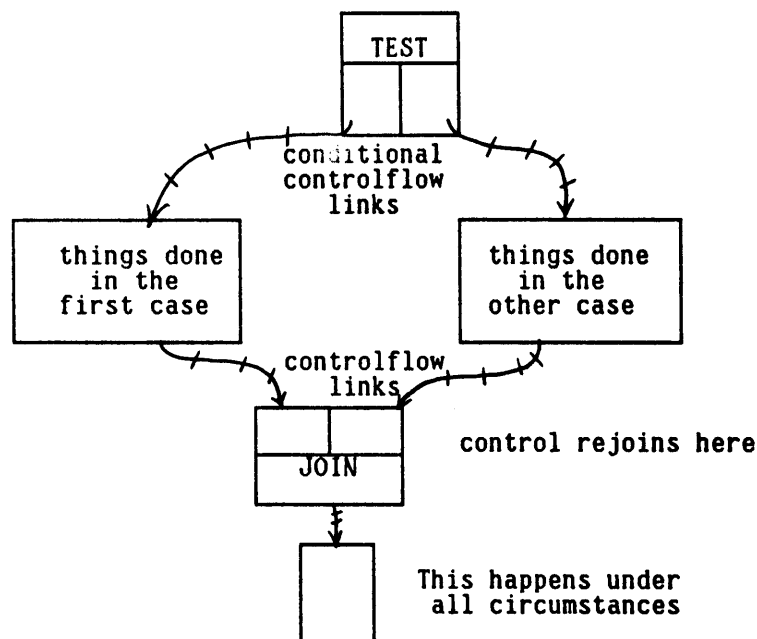 TEST
conditional
controlflow
links
things done
in the
first case
things done
in the
other case
controlflow
links
JOIN
control rejoins here
This happens under
all circumstances